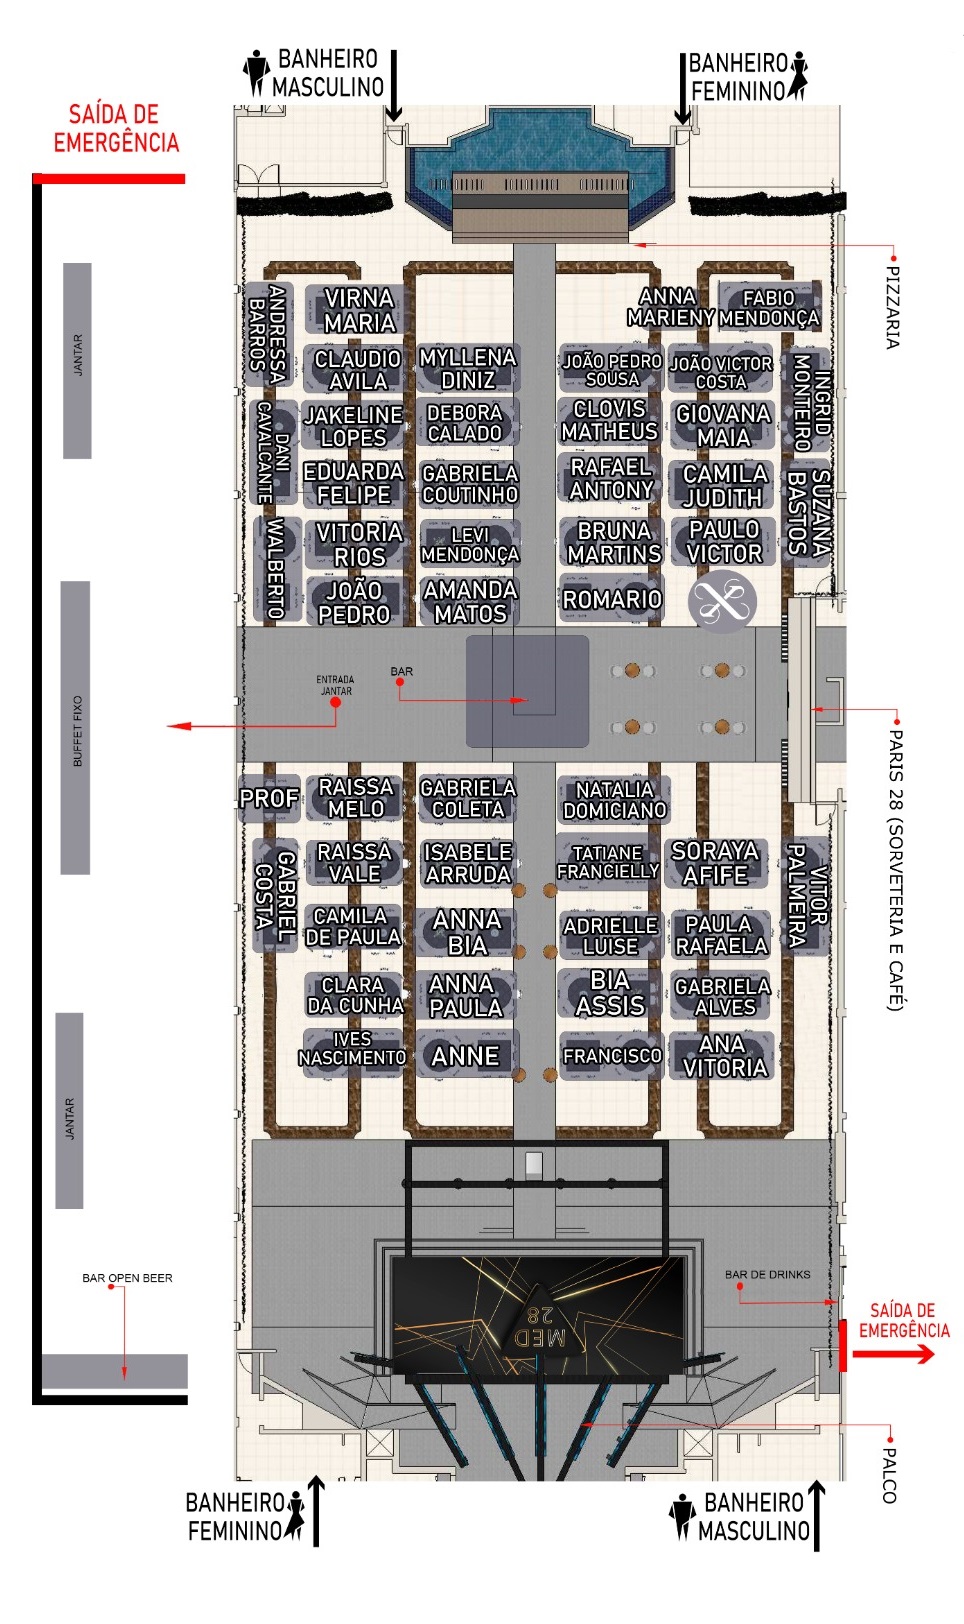 BANHEIRO
MASCULINO
BANHEIRO
FEMININO
SAÍDA DE
EMERGÊNCIA
PIZZARIA
JANTAR
ANDRESSA
BARROS
VIRNA
MARIA
ANNA
MARIENY
FABIO
MENDONÇA
CLAUDIO
AVILA
MYLLENA
DINIZ
JOÃO PEDRO
SOUSA
JOÃO VICTOR
COSTA
INGRID
MONTEIRO
DANI
CAVALCANTE
JAKELINE
LOPES
DEBORA
CALADO
CLOVIS
MATHEUS
GIOVANA
MAIA
EDUARDA
FELIPE
GABRIELA
COUTINHO
RAFAEL
ANTONY
CAMILA
JUDITH
SUZANA
BASTOS
WALBERTO
VITORIA
RIOS
LEVI
MENDONÇA
BRUNA
MARTINS
PAULO
VICTOR
JOÃO
PEDRO
AMANDA
MATOS
ROMARIO
BUFFET FIXO
ENTRADA
JANTAR
BAR
PARIS 28 (SORVETERIA E CAFÉ)
PROF
RAISSA
MELO
GABRIELA
COLETA
NATALIA
DOMICIANO
GABRIEL
COSTA
RAISSA
VALE
ISABELE
ARRUDA
TATIANE
FRANCIELLY
SORAYA
AFIFE
VITOR
PALMEIRA
CAMILA
DE PAULA
ANNA
BIA
ADRIELLE
LUISE
PAULA
RAFAELA
CLARA
DA CUNHA
ANNA
PAULA
BIA
ASSIS
GABRIELA
ALVES
IVES
NASCIMENTO
ANNE
FRANCISCO
ANA
VITORIA
JANTAR
BAR OPEN BEER
BAR DE DRINKS
MED
28
SAÍDA DE
EMERGÊNCIA
PALCO
BANHEIRO
FEMININO
BANHEIRO
MASCULINO